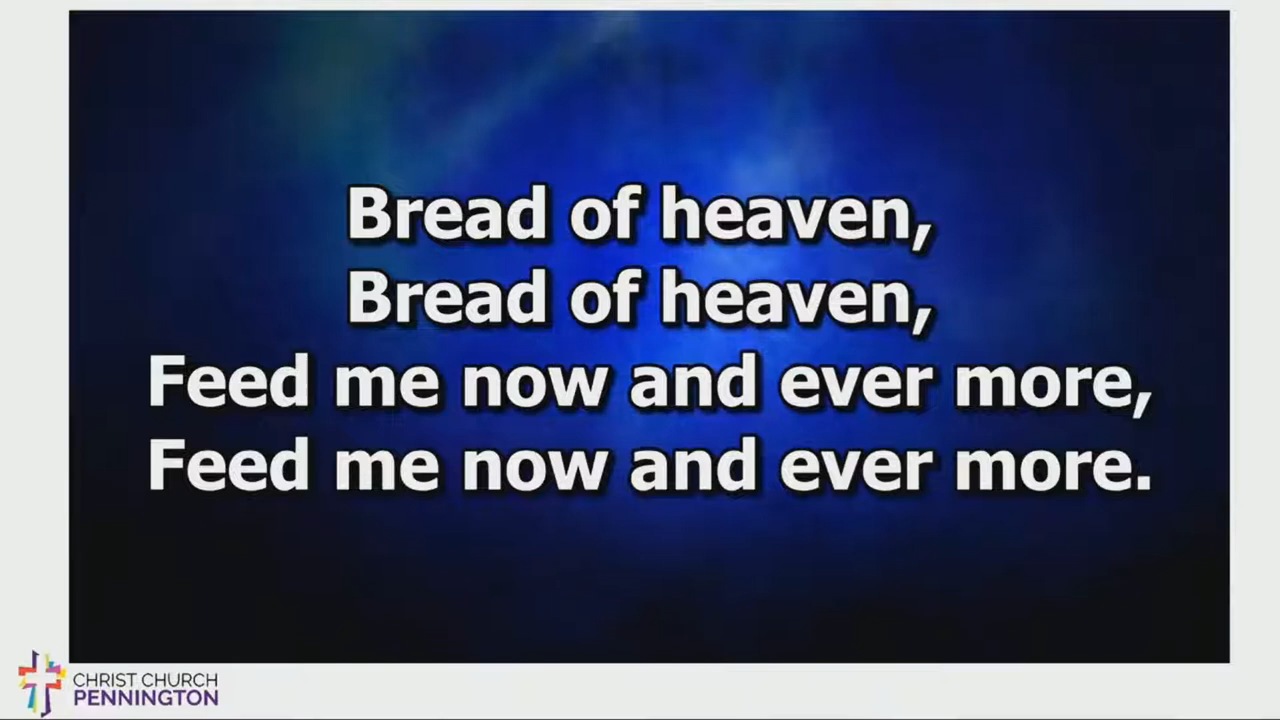 Bread of heaven,
Bread of heaven,
Feed me now and ever more,
Feed me now and ever more.
CHRIST CHURCH
PENNINGTON